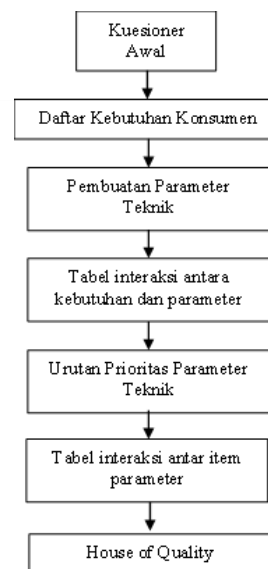 Kuesioner
Awal
Daftar Kebutuhan Konsumen
Pembuatan Parameter
Teknik
Tabel interaksi antara
kebutuhan dan parameter
Urutan Prioritas Parameter
Teknik
Tabel interaksi antar item
parameter
House of Quality